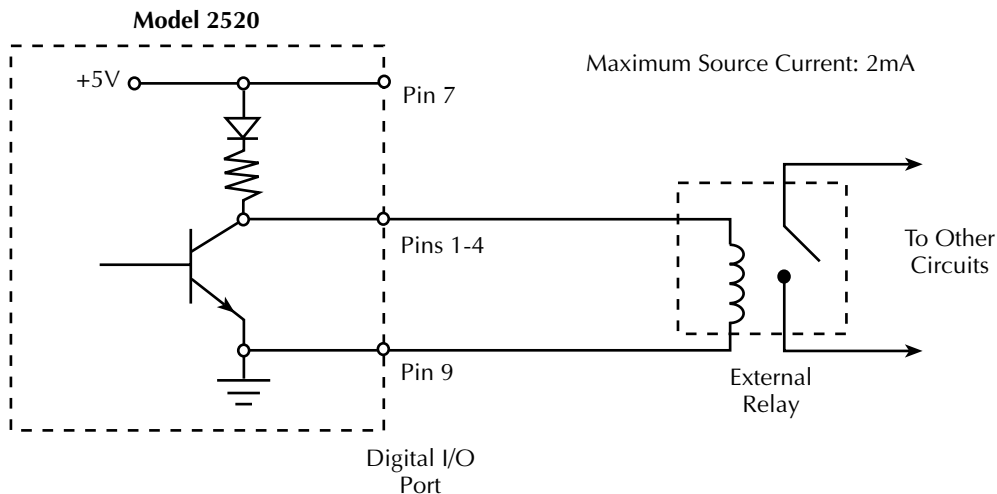 Model 2520
+5V
Pin 7
Maximum Source Current: 2mA
Pins 1-4
To Other
Circuits
Pin 9
External
Relay
Digital I/O
Port